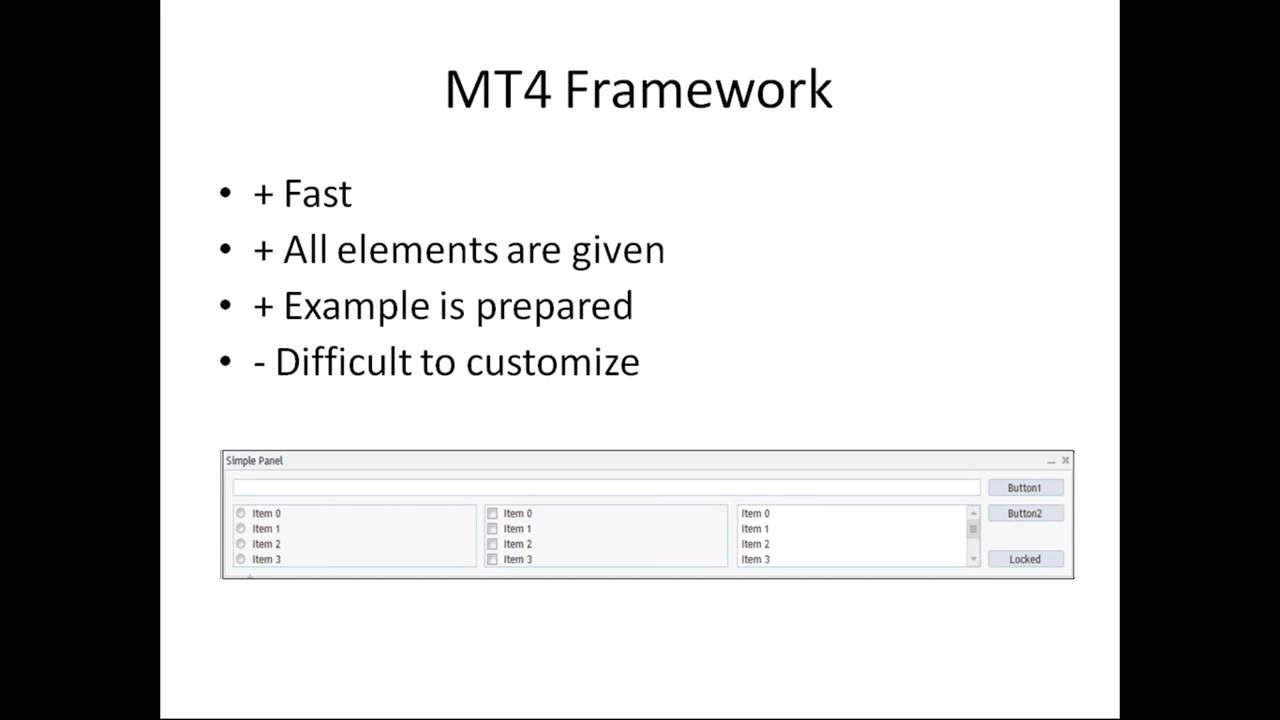 MT4 Framework
• + Fast
• + All elements are given
• + Example is prepared
• - Difficult to customize
Simple Panel
Button1
Item 0 Item 0 Item 0 Button2
Item 1 Item 1 Item 1
Item 2 Item 2 Item 2
Item 3 Item 3 Item 3 Locked